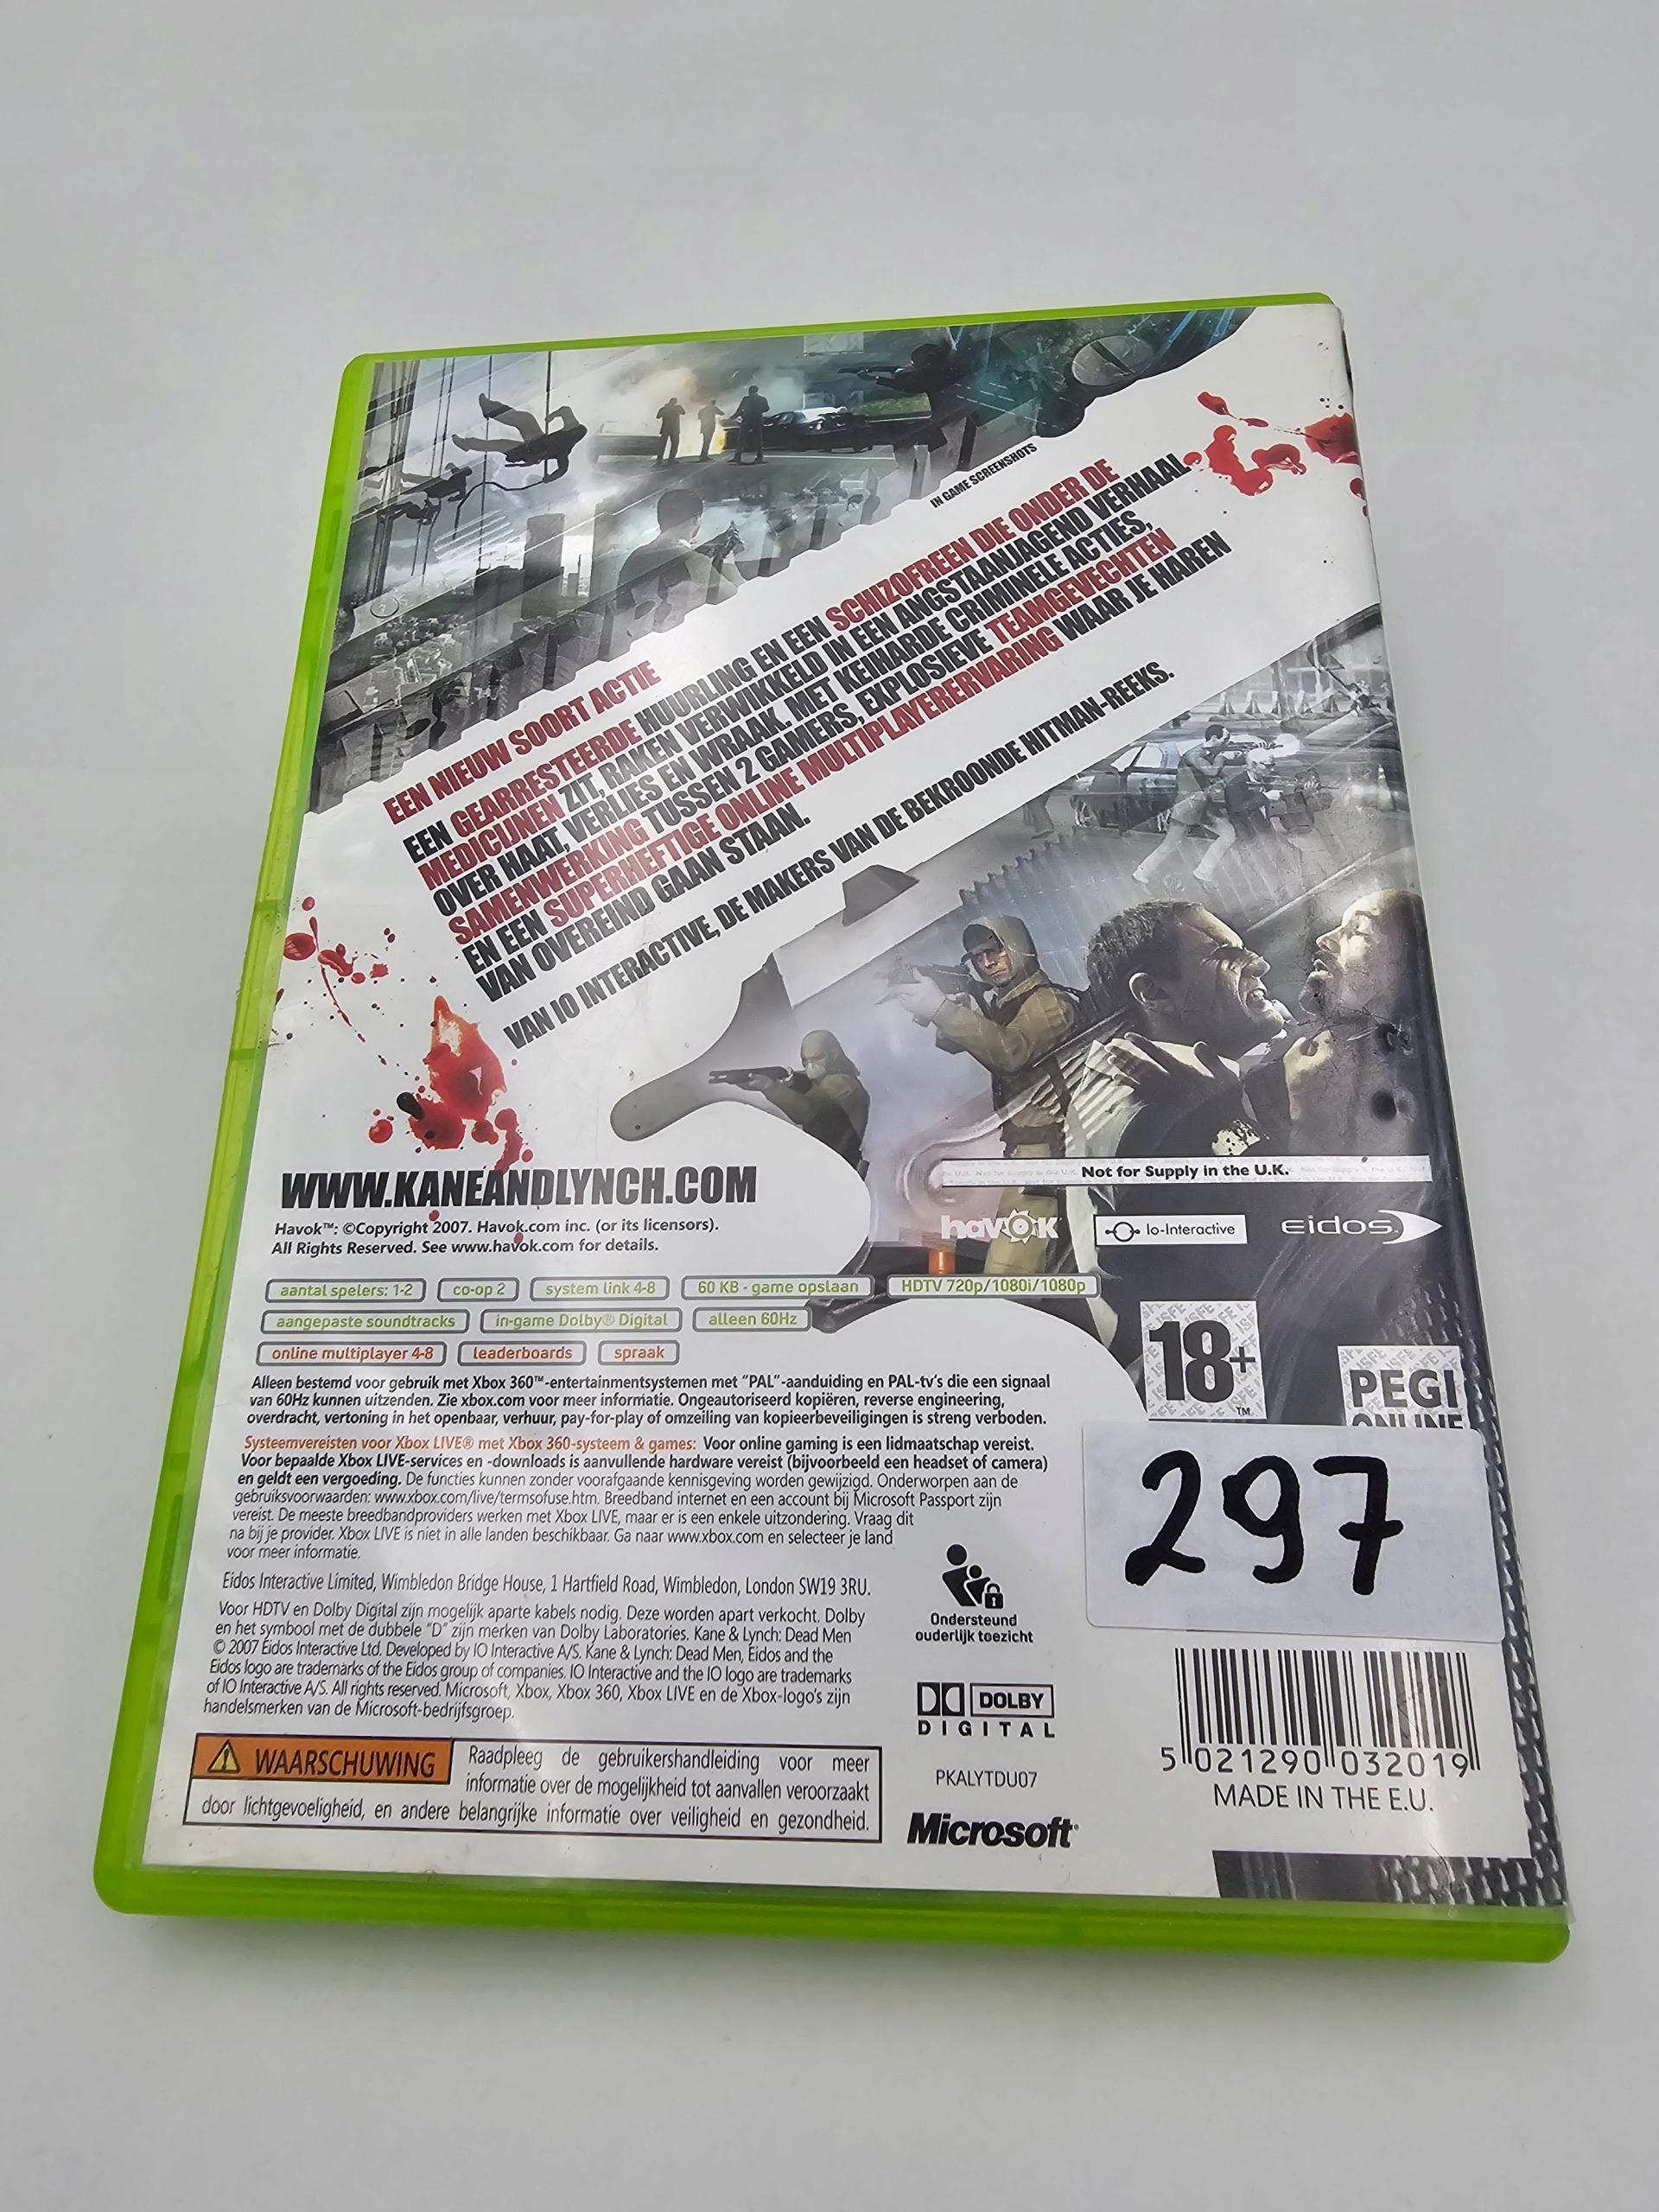 IN GAME SCREENSHOTS
EEN NIEUW SOORT ACTIE
EEN GEARRESTEERDE HUURLING EN EEN SCHIZOFREEN DIE ONDER DE
MEDICIJNEN ZIT, RAKEN VERWIKKELD IN EEN ANGSTAANJAGEND VERHAAL
OVER HAAT, VERLIES EN WRAAK. MET KEIHARDE CRIMINELE ACTIES,
SAMENWERKING TUSSEN 2 GAMERS, EXPLOSIEVE TEAMGEVECHTEN
EN EEN SUPERHEFTIGE ONLINE MULTIPLAYERERVARING WAAR JE HAREN
VAN OVEREIND GAAN STAAN.
VAN IO INTERACTIVE, DE MAKERS VAN DE BEKROONDE HITMAN-REEKS.
WWW.KANEANDLYNCH.COM
Not for Supply in the U.K.
Havok™: ©Copyright 2007. Havok.com inc. (or its licensors).
All Rights Reserved. See www.havok.com for details.
havok Io-Interactive eidos
aantal spelers: 1-2 co-op 2 system link 4-8 60 KB - game opslaan HDTV 720p/1080i/1080p
aangepaste soundtracks in-game Dolby® Digital alleen 60Hz
online multiplayer 4-8 leaderboards spraak
18+
TM
PEGI
ONLINE
Alleen bestemd voor gebruik met Xbox 360™-entertainmentsystemen met "PAL"-aanduiding en PAL-tv's die een signaal
van 60Hz kunnen uitzenden. Zie xbox.com voor meer informatie. Ongeautoriseerd kopiëren, reverse engineering,
overdracht, vertoning in het openbaar, verhuur, pay-for-play of omzeiling van kopieerbeveiligingen is streng verboden.
Systeemvereisten voor Xbox LIVE® met Xbox 360-systeem & games: Voor online gaming is een lidmaatschap vereist.
Voor bepaalde Xbox LIVE-services en -downloads is aanvullende hardware vereist (bijvoorbeeld een headset of camera)
en geldt een vergoeding. De functies kunnen zonder voorafgaande kennisgeving worden gewijzigd. Onderworpen aan de
gebruiksvoorwaarden: www.xbox.com/live/termsofuse.htm. Breedband internet en een account bij Microsoft Passport zijn
vereist. De meeste breedbandproviders werken met Xbox LIVE, maar er is een enkele uitzondering. Vraag dit
na bij je provider. Xbox LIVE is niet in alle landen beschikbaar. Ga naar www.xbox.com en selecteer je land
voor meer informatie.
297
Eidos Interactive Limited, Wimbledon Bridge House, 1 Hartfield Road, Wimbledon, London SW19 3RU.
Voor HDTV en Dolby Digital zijn mogelijk aparte kabels nodig. Deze worden apart verkocht. Dolby
en het symbool met de dubbele "D" zijn merken van Dolby Laboratories. Kane & Lynch: Dead Men
© 2007 Eidos Interactive Ltd. Developed by IO Interactive A/S. Kane & Lynch: Dead Men, Eidos and the
Eidos logo are trademarks of the Eidos group of companies. IO Interactive and the IO logo are trademarks
of IO Interactive A/S. All rights reserved. Microsoft, Xbox, Xbox 360, Xbox LIVE en de Xbox-logo's zijn
handelsmerken van de Microsoft-bedrijfsgroep.
Ondersteund
ouderlijk toezicht
DOLBY
DIGITAL
PKALYTDU07
Microsoft
5 021290 032019
MADE IN THE E.U.
WAARSCHUWING Raadpleeg de gebruikershandleiding voor meer
informatie over de mogelijkheid tot aanvallen veroorzaakt
door lichtgevoeligheid, en andere belangrijke informatie over veiligheid en gezondheid.